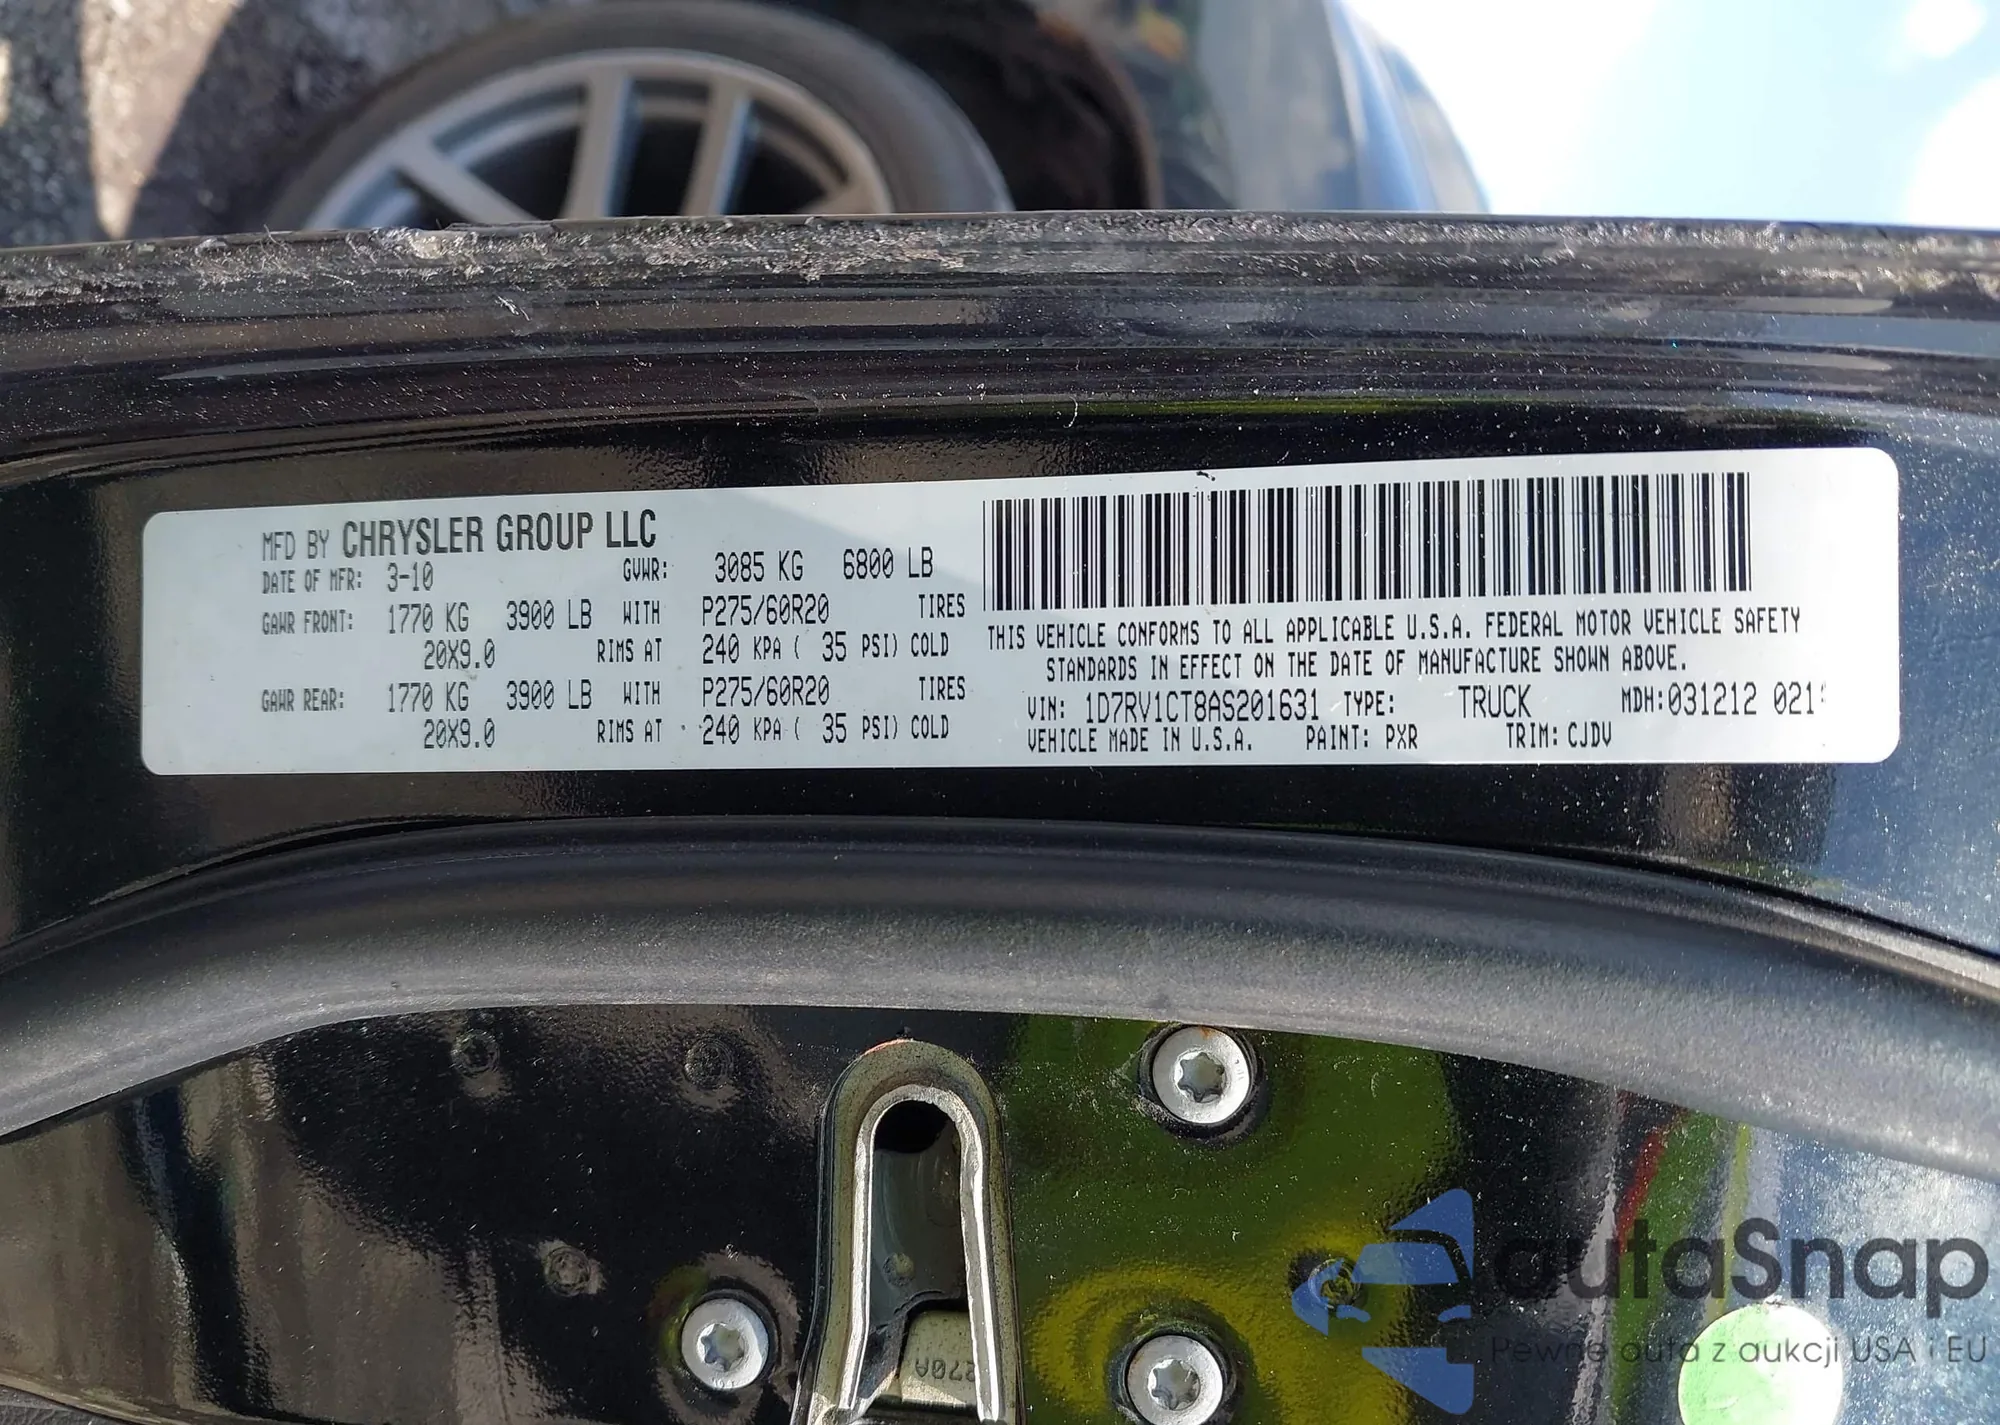 MFD BY CHRYSLER GROUP LLC
DATE OF MFR: 3-10 GVWR: 3085 KG 6800 LB
GAWR FRONT: 1770 KG 3900 LB WITH P275/60R20 TIRES
20X9.0 RIMS AT 240 KPA ( 35 PSI) COLD
GAWR REAR: 1770 KG 3900 LB WITH P275/60R20 TIRES
20X9.0 RIMS AT 240 KPA ( 35 PSI) COLD
THIS VEHICLE CONFORMS TO ALL APPLICABLE U.S.A. FEDERAL MOTOR VEHICLE SAFETY
STANDARDS IN EFFECT ON THE DATE OF MANUFACTURE SHOWN ABOVE.
VIN: 1D7RV1CT8AS201631 TYPE: TRUCK MDH:031212
VEHICLE MADE IN U.S.A. PAINT: PXR TRIM: CJDV
270A
autaSnap
Pewne auta z aukcji USA i EU